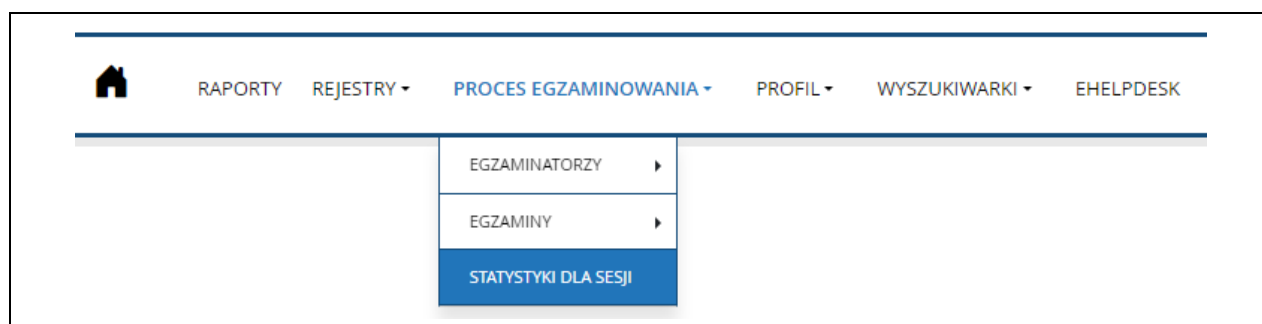 RAPORTY REJESTRY PROCES EGZAMINOWANIA PROFIL WYSZUKIWARKI EHELPDESK
EGZAMINATORZY
EGZAMINY
STATYSTYKI DLA SESJI